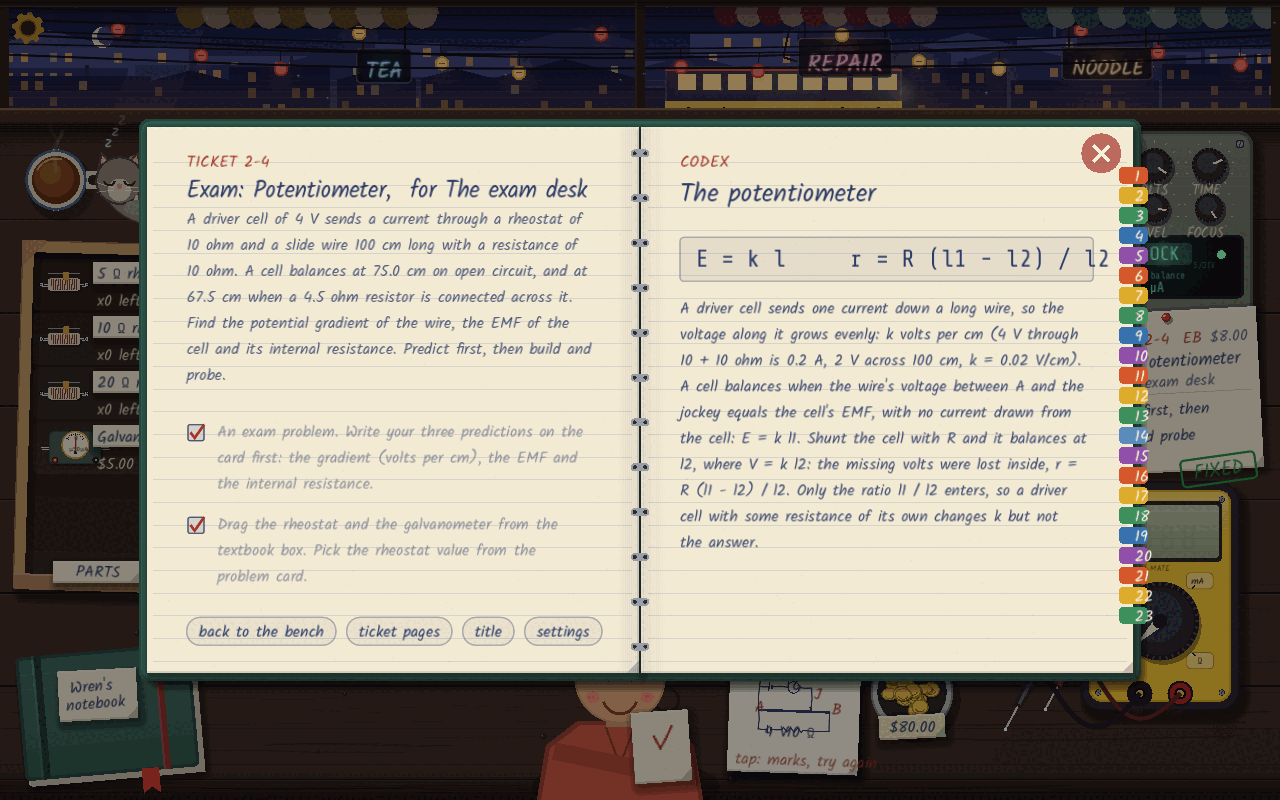 TEA
REPAIR
NOODLE
TICKET 2-4
Exam: Potentiometer, for The exam desk
A driver cell of 4 V sends a current through a rheostat of
10 ohm and a slide wire 100 cm long with a resistance of
10 ohm. A cell balances at 75.0 cm on open circuit, and at
67.5 cm when a 4.5 ohm resistor is connected across it.
Find the potential gradient of the wire, the EMF of the
cell and its internal resistance. Predict first, then build and
probe.
An exam problem. Write your three predictions on the
card first: the gradient (volts per cm), the EMF and
the internal resistance.
Drag the rheostat and the galvanometer from the
textbook box. Pick the rheostat value from the
problem card.
back to the bench
ticket pages
title
settings
CODEX
The potentiometer
E = k l r = R (l1 - l2) / l2
A driver cell sends one current down a long wire, so the
voltage along it grows evenly: k volts per cm (4 V through
10 + 10 ohm is 0.2 A, 2 V across 100 cm, k = 0.02 V/cm).
A cell balances when the wire's voltage between A and the
jockey equals the cell's EMF, with no current drawn from
the cell: E = k l1. Shunt the cell with R and it balances at
l2, where V = k l2: the missing volts were lost inside, r =
R (l1 - l2) / l2. Only the ratio l1 / l2 enters, so a driver
cell with some resistance of its own changes k but not
the answer.
1
2
3
4
5
6
7
8
9
10
11
12
13
14
15
16
17
18
19
20
21
22
23
z
z
z
5 Ω
x0 left
10 Ω
x0 left
20 Ω
x0 left
Galvan
$5.00
PARTS
TIME
FOCUS
OCK
balance
µA
2-4 EB $8.00
otentiometer
exam desk
first, then
d probe
FIXED
mA
Ω
Wren's
notebook
J
A
B
tap: marks, try again
$80.00